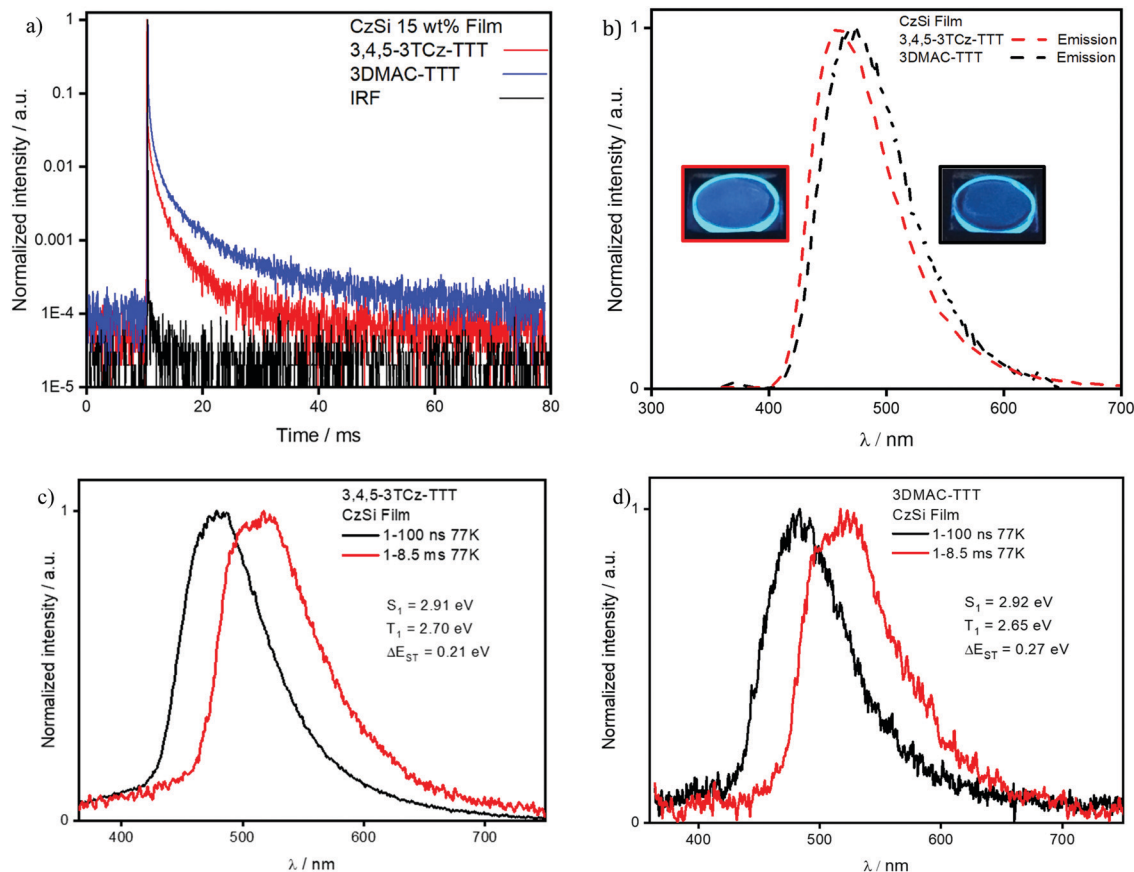 a)
CzSi 15 wt% Film
3,4,5-3TCz-TTT
3DMAC-TTT
IRF
Normalized intensity / a.u.
1
0.1
0.01
0.001
1E-4
1E-5
0 20 40 60 80
Time / ms
b)
CzSi Film
3,4,5-3TCz-TTT Emission
3DMAC-TTT Emission
Normalized intensity / a.u.
1
0
300 400 500 600 700
λ / nm
c)
3,4,5-3TCz-TTT
CzSi Film
1-100 ns 77K
1-8.5 ms 77K
S₁ = 2.91 eV
T₁ = 2.70 eV
ΔE_ST = 0.21 eV
Normalized intensity / a.u.
1
0
400 500 600 700
λ / nm
d)
3DMAC-TTT
CzSi Film
1-100 ns 77K
1-8.5 ms 77K
S₁ = 2.92 eV
T₁ = 2.65 eV
ΔE_ST = 0.27 eV
Normalized intensity / a.u.
1
0
400 500 600 700
λ / nm